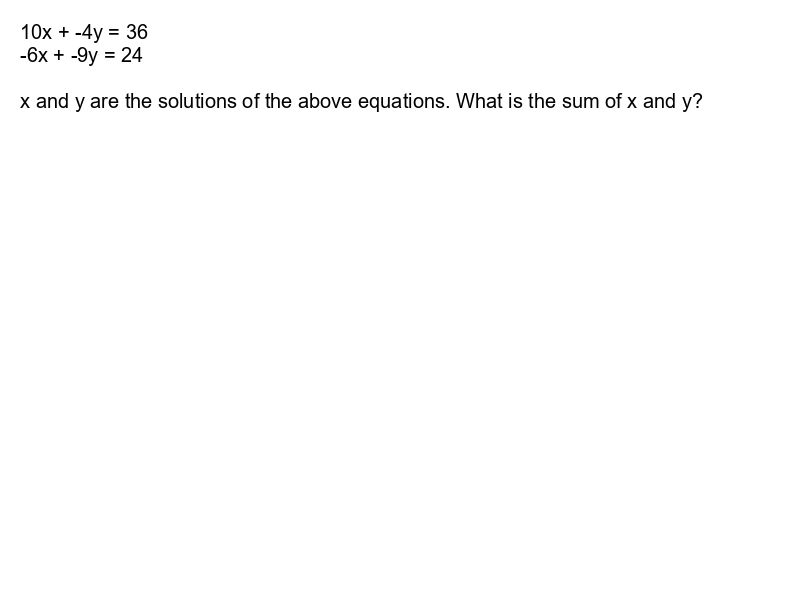 10x + -4y = 36
-6x + -9y = 24
x and y are the solutions of the above equations. What is the sum of x and y?